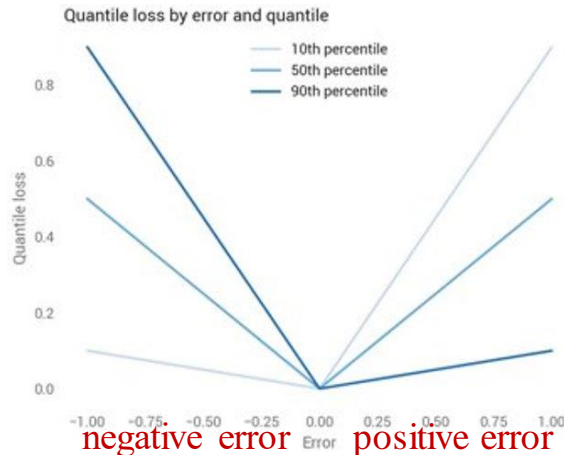 Quantile loss by error and quantile
10th percentile
50th percentile
90th percentile
Quantile loss
0.8
0.6
0.4
0.2
0.0
−1.00 −0.75 −0.50 −0.25 0.00 0.25 0.50 0.75 1.00
Error
negative error positive error